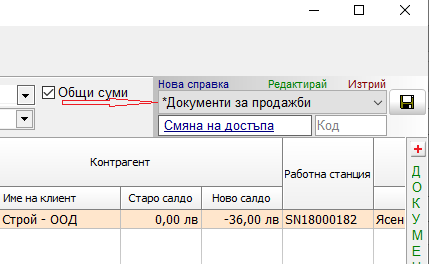 Общи суми
Нова справка Редактирай Изтрий
*Документи за продажби
Смяна на достъпа Код
Контрагент
Работна станция
Име на клиент Старо салдо Ново салдо
Строй - ООД 0,00 лв -36,00 лв SN18000182 Ясен
Д
О
К
У
М
Е